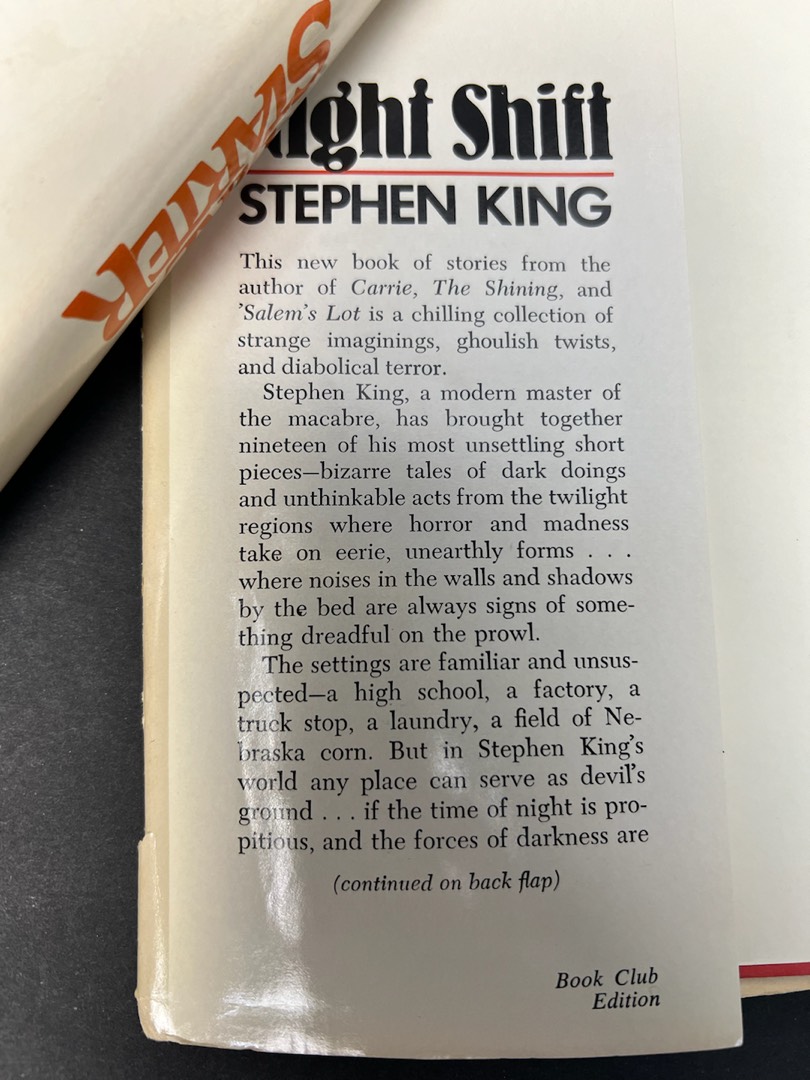 STARTER
Night Shift
STEPHEN KING
This new book of stories from the
author of Carrie, The Shining, and
'Salem's Lot is a chilling collection of
strange imaginings, ghoulish twists,
and diabolical terror.
Stephen King, a modern master of
the macabre, has brought together
nineteen of his most unsettling short
pieces—bizarre tales of dark doings
and unthinkable acts from the twilight
regions where horror and madness
take on eerie, unearthly forms . . .
where noises in the walls and shadows
by the bed are always signs of some-
thing dreadful on the prowl.
The settings are familiar and unsus-
pected—a high school, a factory, a
truck stop, a laundry, a field of Ne-
braska corn. But in Stephen King's
world any place can serve as devil's
ground . . . if the time of night is pro-
pitious, and the forces of darkness are
(continued on back flap)
Book Club
Edition